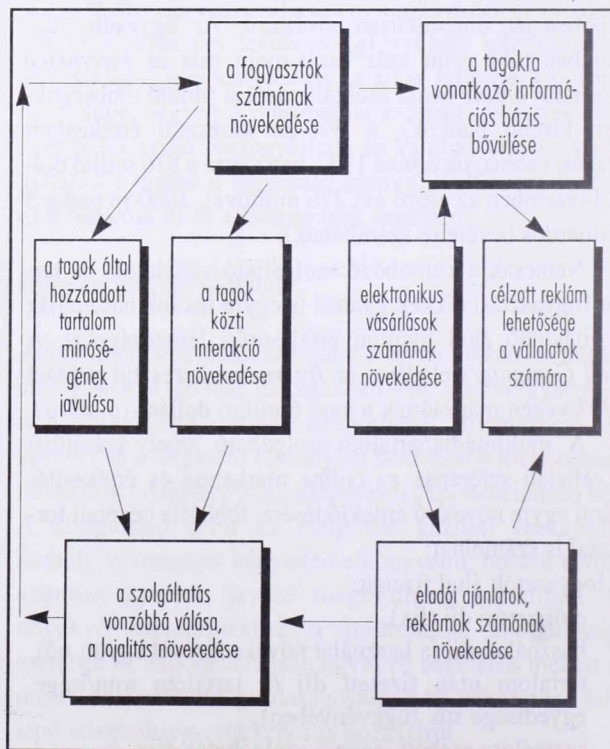 a fogyasztók
számának
növekedése
a tagokra
vonatkozó informá-
ciós bázis
bővülése
a tagok által
hozzáadott
tartalom
minősé-
gének
javulása
a tagok
közti
interakció
növekedése
elektronikus
vásárlások
számának
növekedése
célzott reklám
lehetősége
a vállalatok
számára
a szolgáltatás
vonzóbbá válása,
a lojalitás növekedése
eladói ajánlatok,
reklámok számának
növekedése